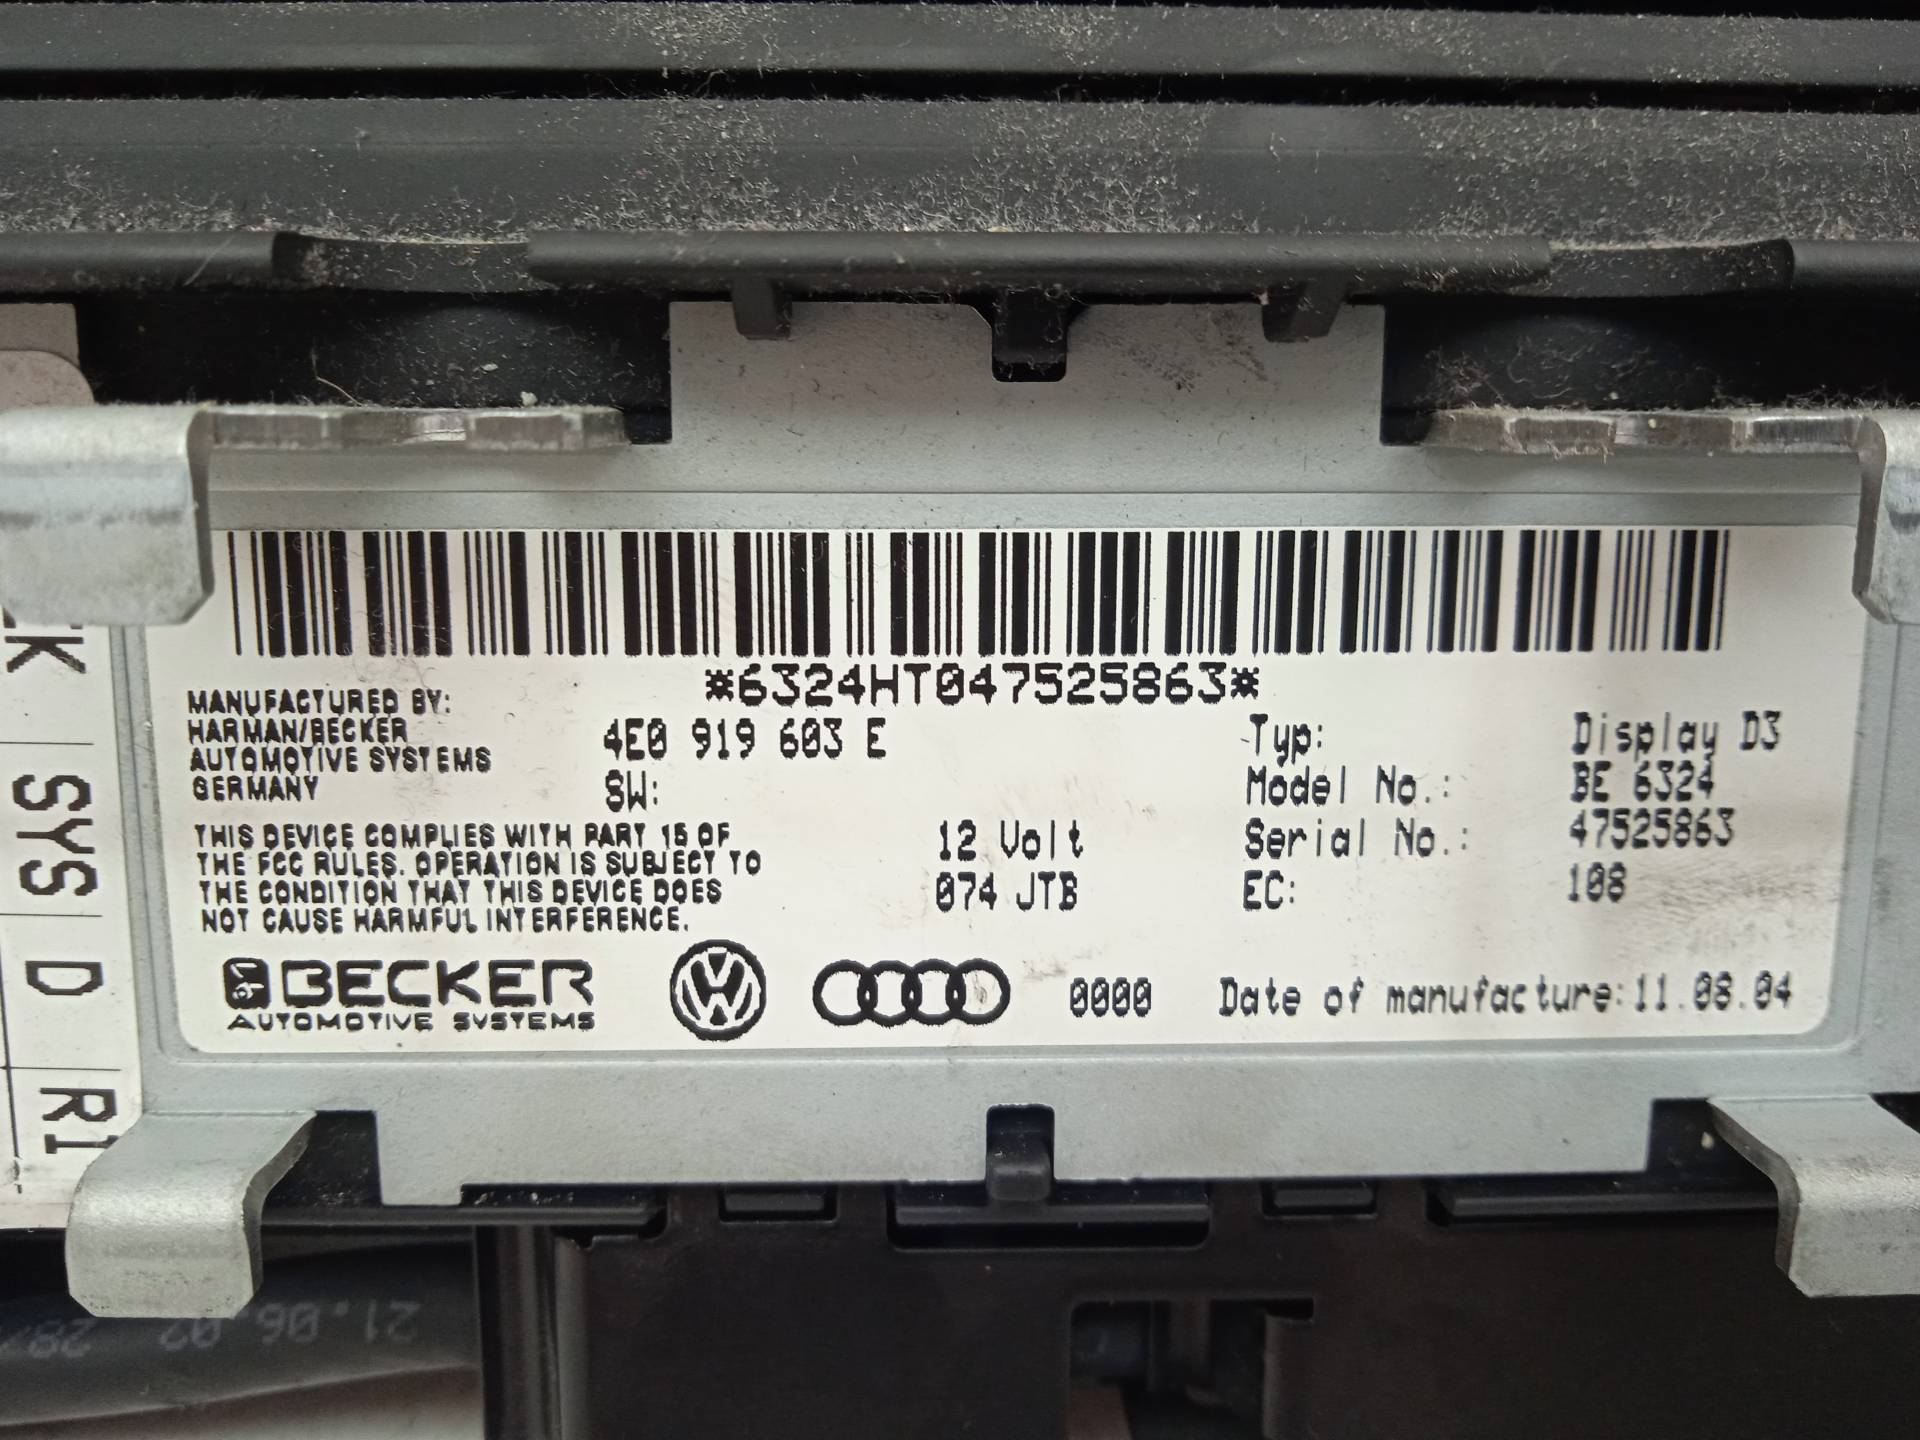 *6324HT047525863*
MANUFACTURED BY:
HARMAN/BECKER
AUTOMOTIVE SYSTEMS
GERMANY
4E0 919 603 E
SW:
Typ: Display D3
Model No.: BE 6324
Serial No.: 47525863
EC: 108
THIS DEVICE COMPLIES WITH PART 15 OF
THE FCC RULES. OPERATION IS SUBJECT TO
THE CONDITION THAT THIS DEVICE DOES
NOT CAUSE HARMFUL INTERFERENCE.
12 Volt
074 JTB
BECKER
AUTOMOTIVE SYSTEMS
0000
Date of manufacture: 11.08.04
SYS
D
21.06.02